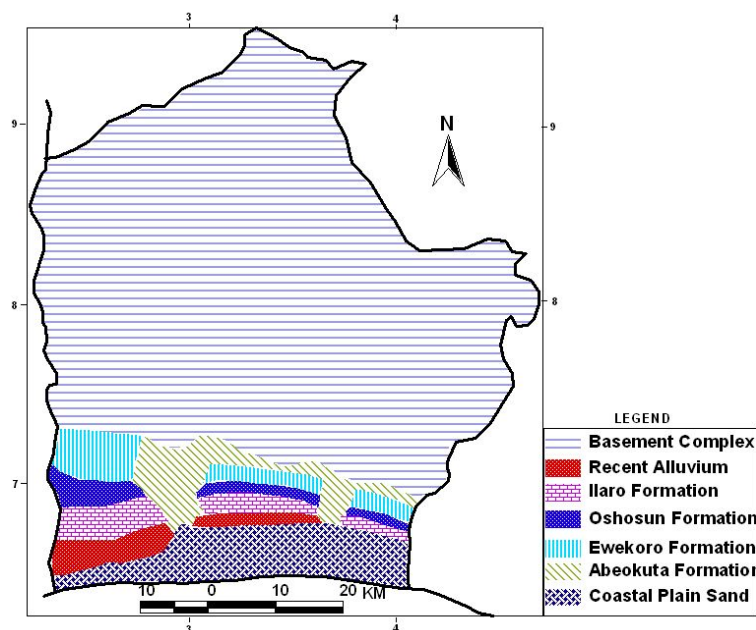 3 4
N
9 9
8 8
7
LEGEND
Basement Complex
Recent Alluvium
Ilaro Formation
Oshosun Formation
Ewekoro Formation
Abeokuta Formation
Coastal Plain Sand
10 0 10 20 KM
3 4